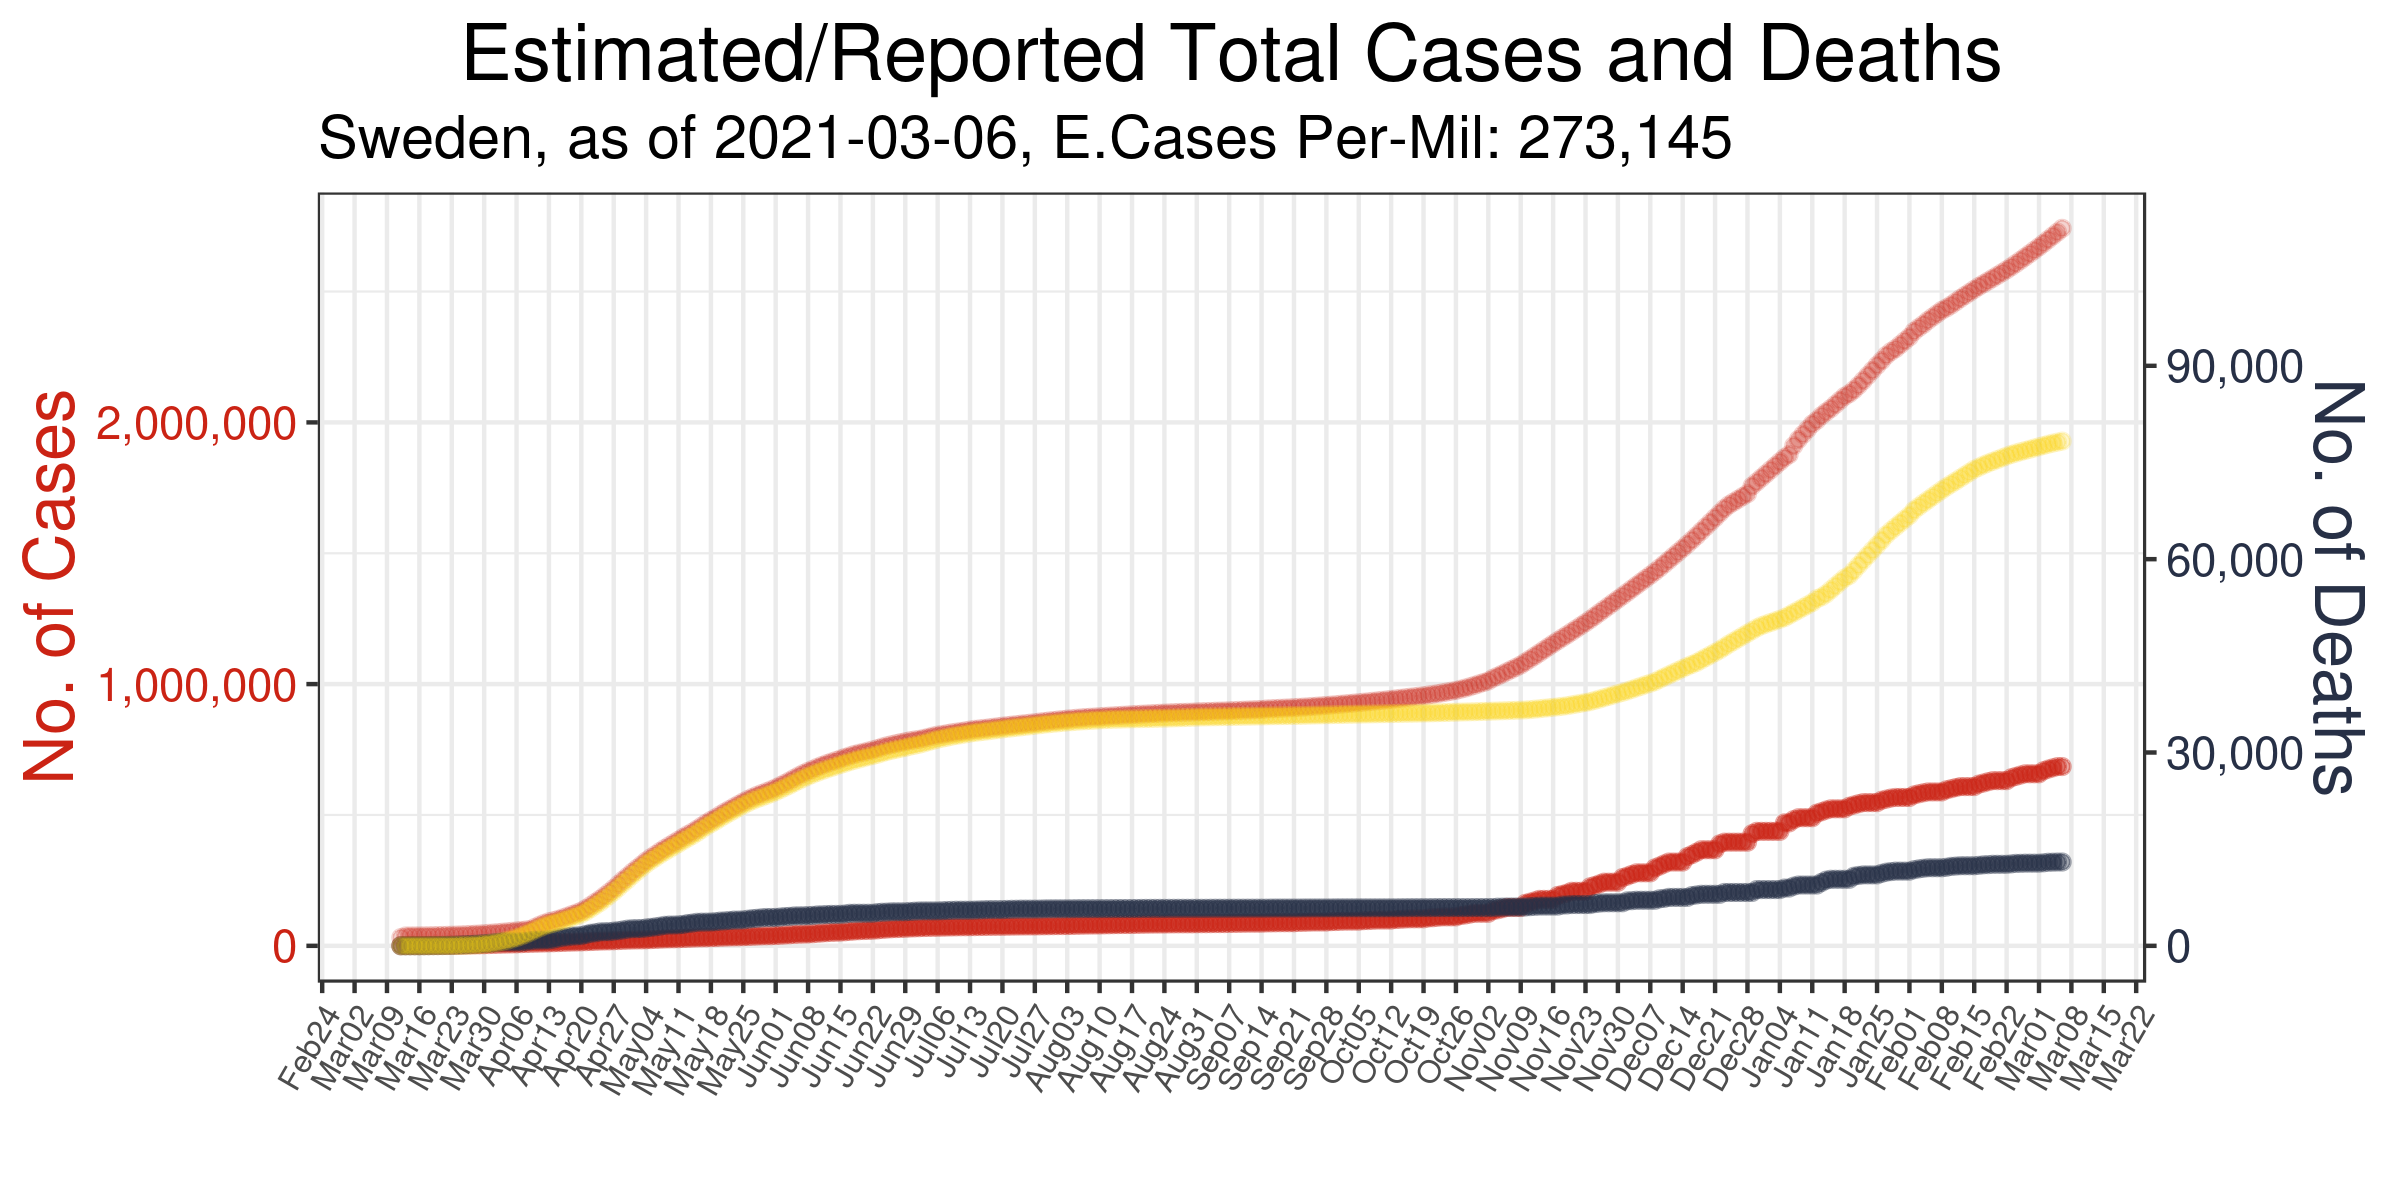 Estimated/Reported Total Cases and Deaths
Sweden, as of 2021-03-06, E.Cases Per-Mil: 273,145
No. of Cases
2,000,000
1,000,000
0
90,000
60,000
30,000
0
No. of Deaths
Feb24 Mar02 Mar09 Mar16 Mar23 Mar30 Apr06 Apr13 Apr20 Apr27 May04 May11 May18 May25 Jun01 Jun08 Jun15 Jun22 Jun29 Jul06 Jul13 Jul20 Jul27 Aug03 Aug10 Aug17 Aug24 Aug31 Sep07 Sep14 Sep21 Sep28 Oct05 Oct12 Oct19 Oct26 Nov02 Nov09 Nov16 Nov23 Nov30 Dec07 Dec14 Dec21 Dec28 Jan04 Jan11 Jan18 Jan25 Feb01 Feb08 Feb15 Feb22 Mar01 Mar08 Mar15 Mar22